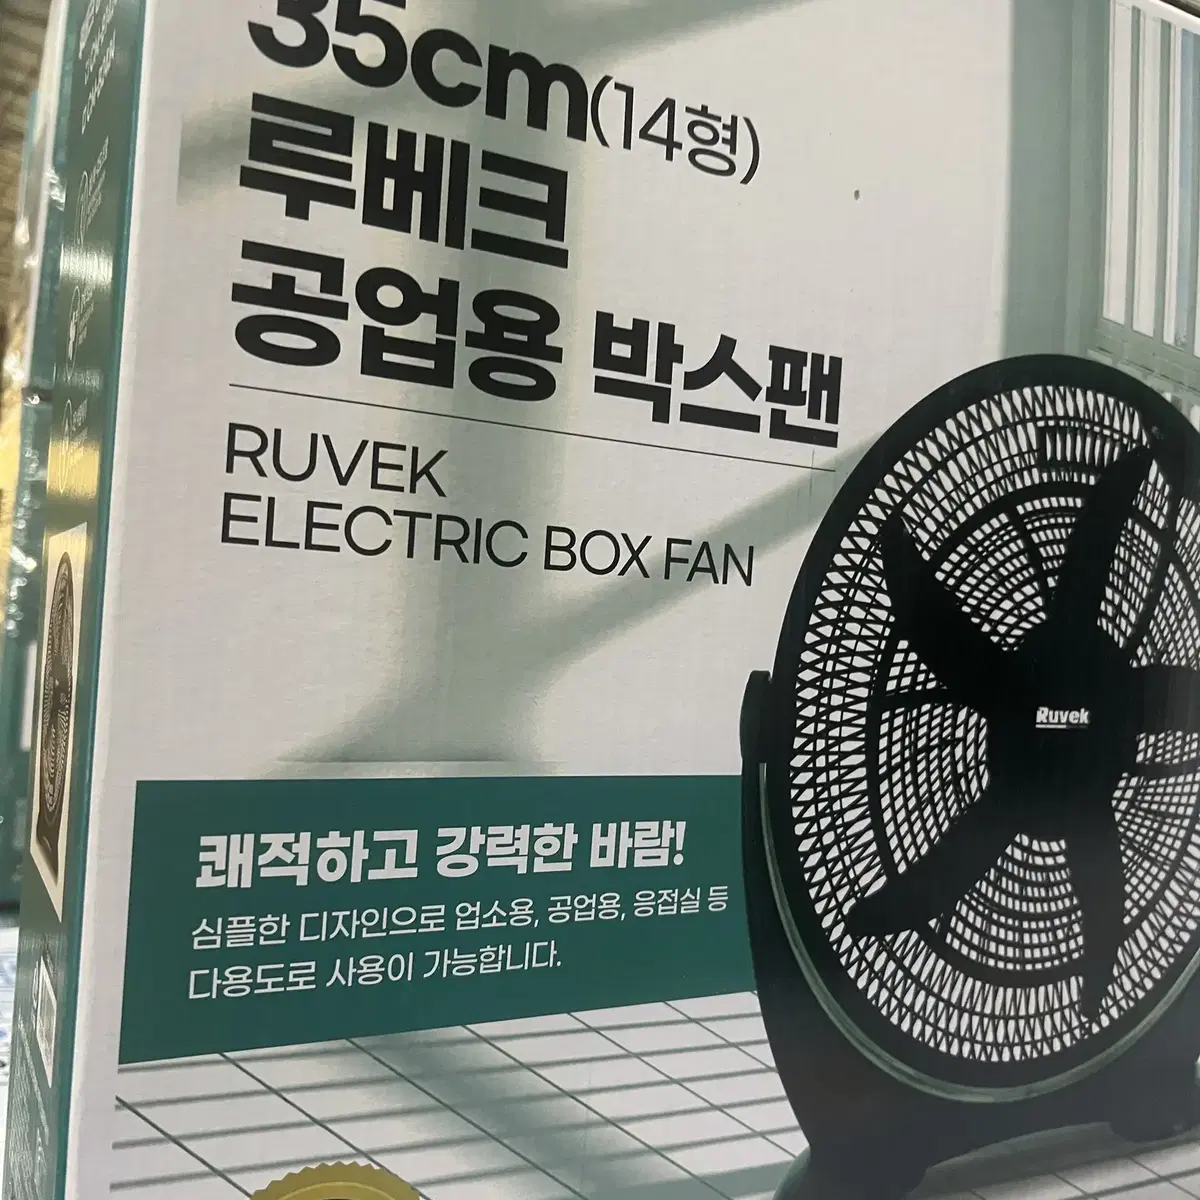 35cm(14형)
루베크
공업용 박스팬
RUVEK
ELECTRIC BOX FAN
Ruvek
쾌적하고 강력한 바람!
심플한 디자인으로 업소용, 공업용, 응접실 등
다용도로 사용이 가능합니다.